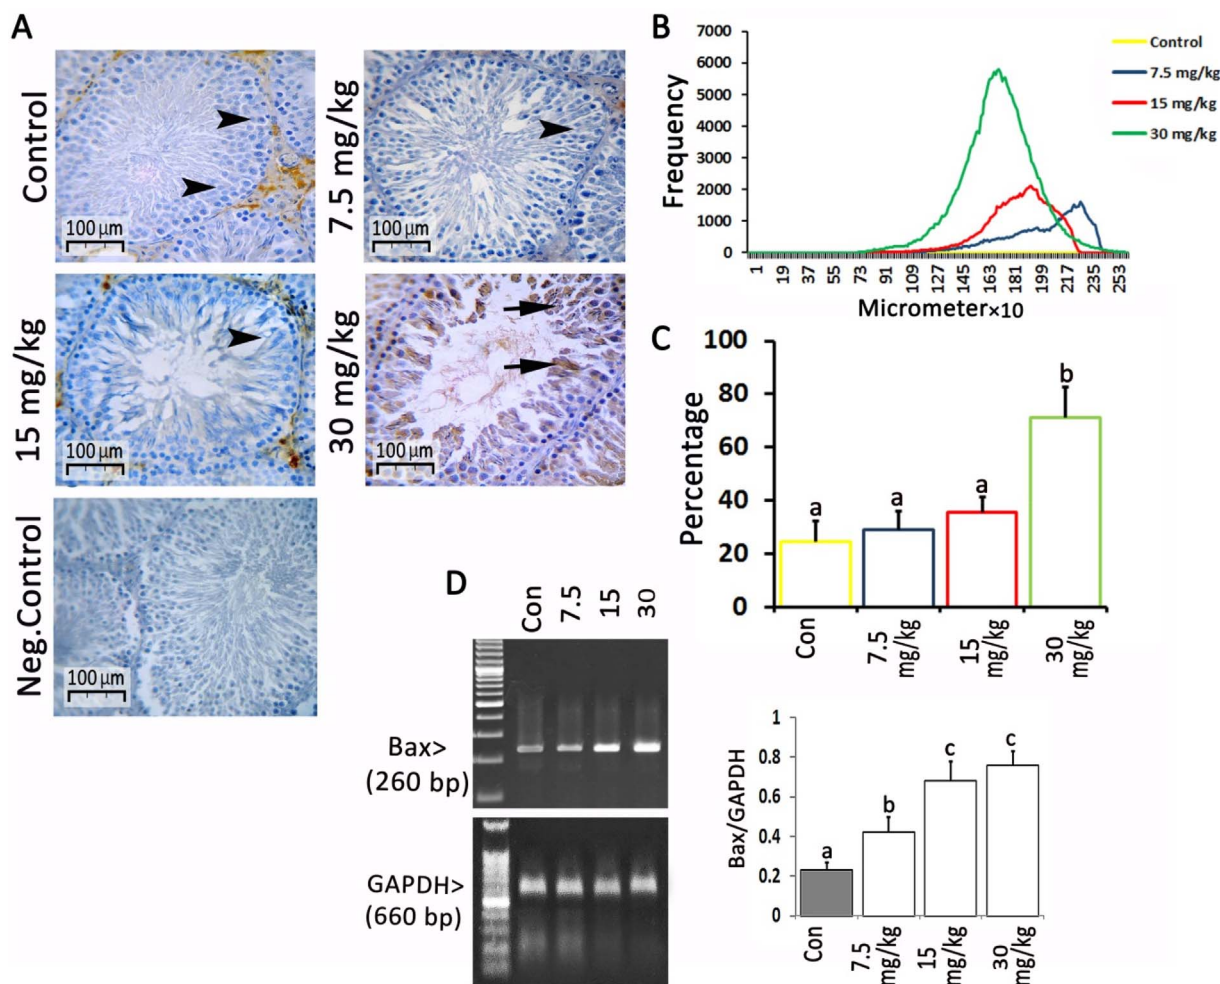 A
Control
100 µm
7.5 mg/kg
100 µm
15 mg/kg
100 µm
30 mg/kg
100 µm
Neg.Control
100 µm
B
7000
6000
5000
4000
3000
2000
1000
0
Frequency
1 19 37 55 73 91 109 127 145 163 181 199 217 235 253
Micrometer×10
Control
7.5 mg/kg
15 mg/kg
30 mg/kg
C
100
80
60
40
20
0
Percentage
a
a
a
b
Con
7.5 mg/kg
15 mg/kg
30 mg/kg
D
Con 7.5 15 30
Bax>
(260 bp)
GAPDH>
(660 bp)
1
0.8
0.6
0.4
0.2
0
Bax/GAPDH
a
b
c
c
Con
7.5 mg/kg
15 mg/kg
30 mg/kg